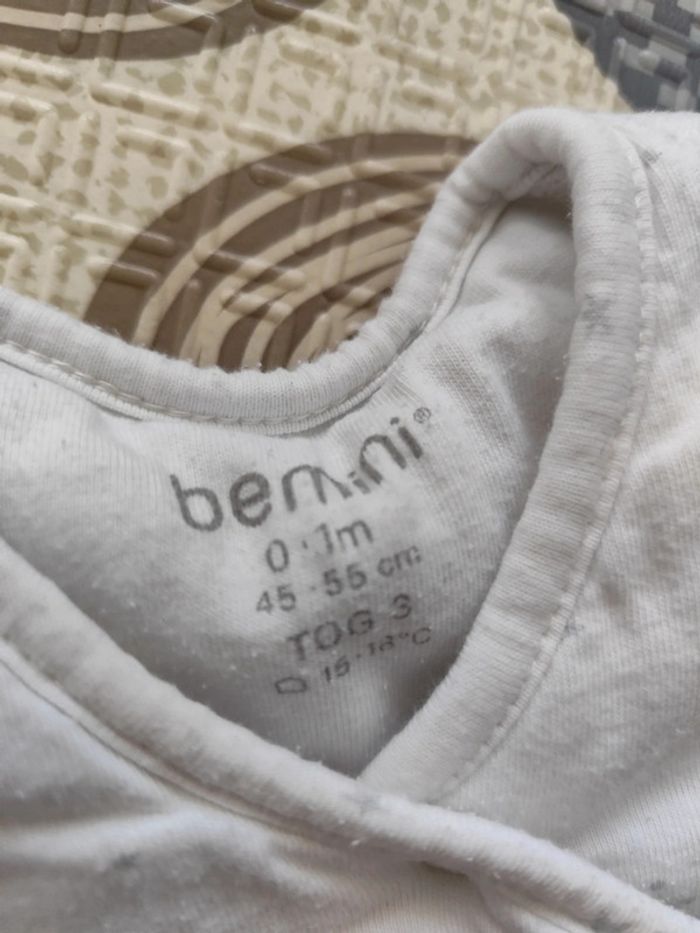 bemini®
0 · 1m
45 · 55 cm
TOG 3
15 · 18°C